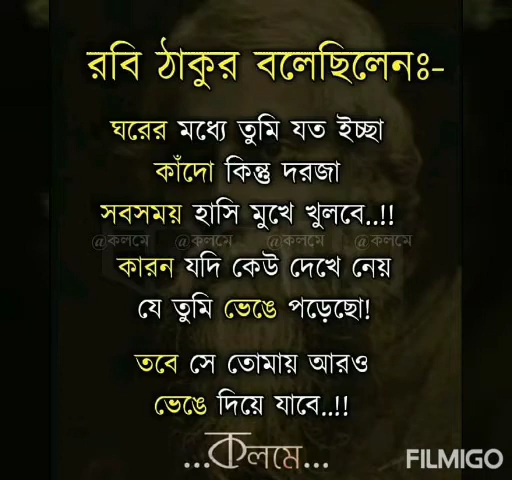 রবি ঠাকুর বলেছিলেনঃ-
ঘরের মধ্যে তুমি যত ইচ্ছা
কাঁদো কিন্তু দরজা
সবসময় হাসি মুখে খুলবে..!!
@কলমে @কলমে @কলমে @কলমে
কারন যদি কেউ দেখে নেয়
যে তুমি ভেঙে পড়েছো!
তবে সে তোমায় আরও
ভেঙে দিয়ে যাবে..!!
...কলমে...
FILMIGO